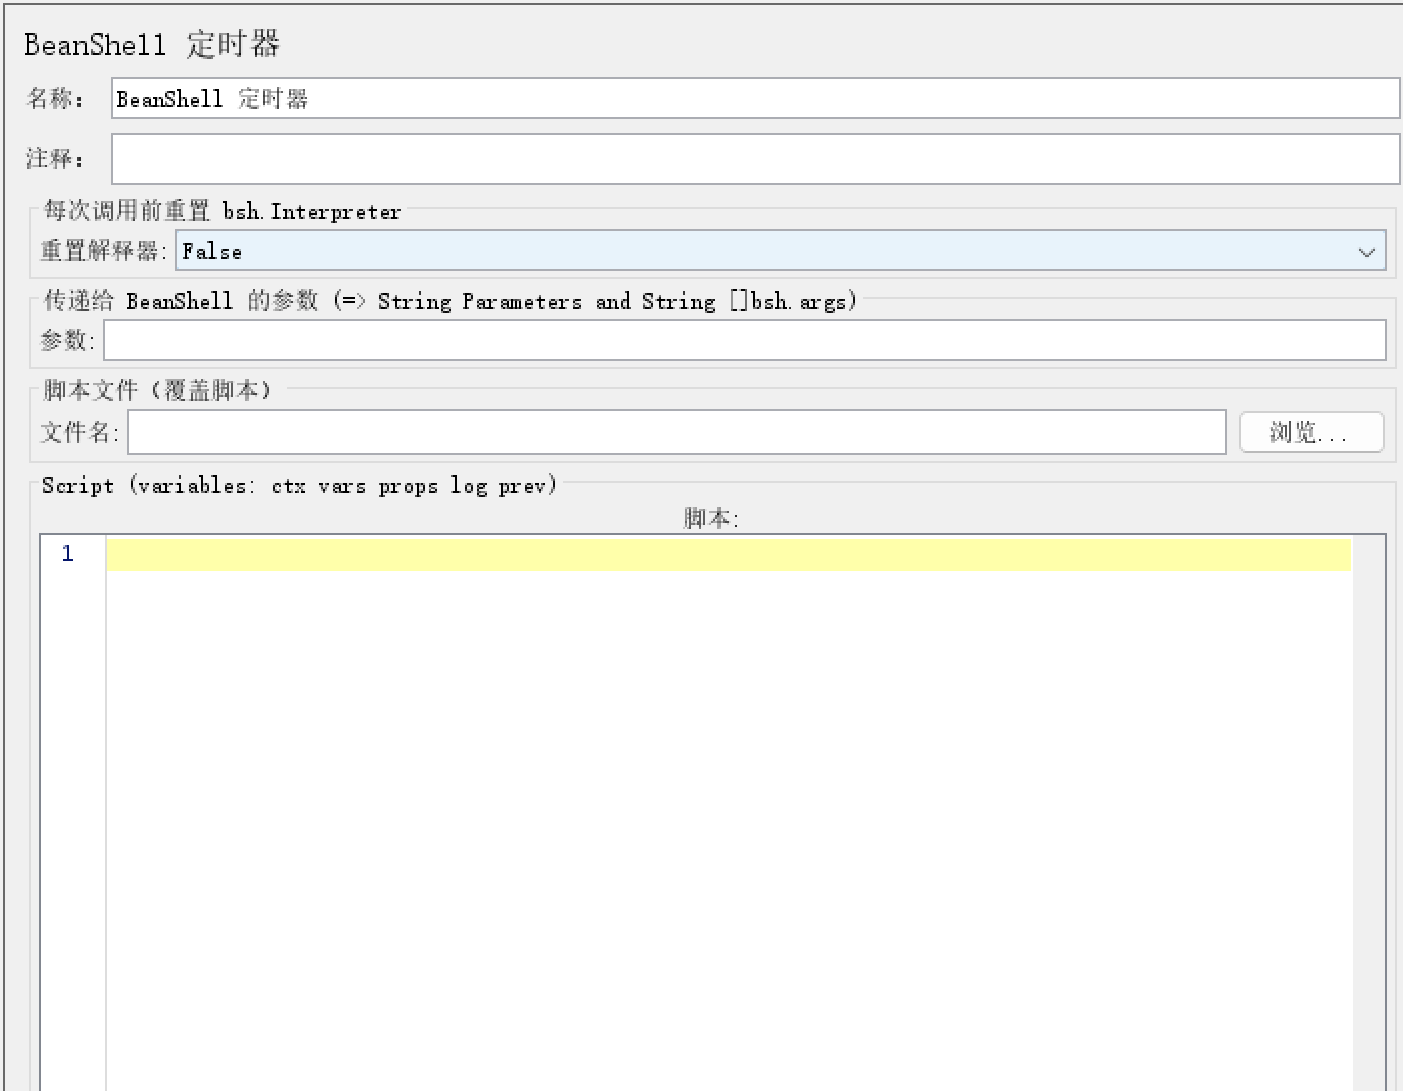 BeanShell 定时器
名称： BeanShell 定时器
注释：
每次调用前重置 bsh.Interpreter
重置解释器: False
传递给 BeanShell 的参数 (=> String Parameters and String []bsh.args)
参数:
脚本文件（覆盖脚本）
文件名: 浏览...
Script (variables: ctx vars props log prev)
脚本:
1